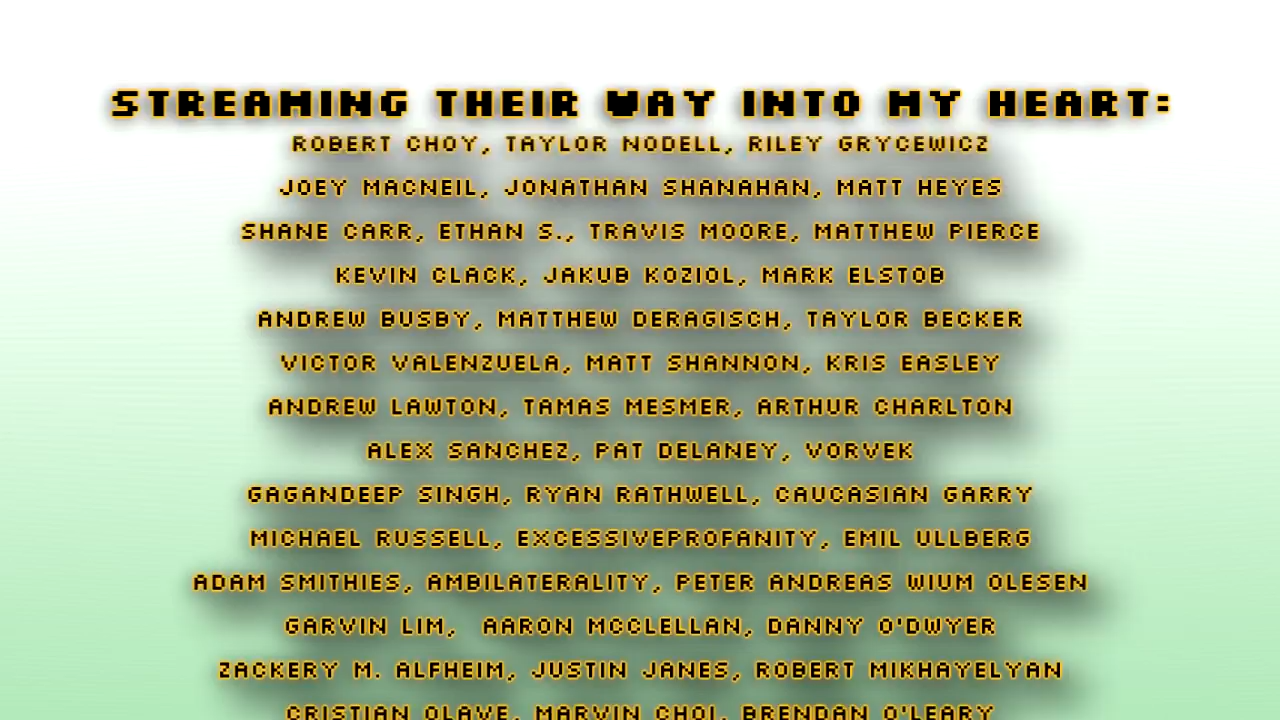 STREAMING THEIR WAY INTO MY HEART:
ROBERT CHOY, TAYLOR NODELL, RILEY GRYCEWICZ
JOEY MACNEIL, JONATHAN SHANAHAN, MATT HEYES
SHANE CARR, ETHAN S., TRAVIS MOORE, MATTHEW PIERCE
KEVIN CLACK, JAKUB KOZIOL, MARK ELSTOB
ANDREW BUSBY, MATTHEW DERAGISCH, TAYLOR BECKER
VICTOR VALENZUELA, MATT SHANNON, KRIS EASLEY
ANDREW LAWTON, TAMAS MESMER, ARTHUR CHARLTON
ALEX SANCHEZ, PAT DELANEY, VORVEK
GAGANDEEP SINGH, RYAN RATHWELL, CAUCASIAN GARRY
MICHAEL RUSSELL, EXCESSIVEPROFANITY, EMIL ULLBERG
ADAM SMITHIES, AMBILATERALITY, PETER ANDREAS WIUM OLESEN
GARVIN LIM, AARON MCCLELLAN, DANNY O'DWYER
ZACKERY M. ALFHEIM, JUSTIN JANES, ROBERT MIKHAYELYAN
CRISTIAN OLAVE, MARVIN CHOI, BRENDAN O'LEARY